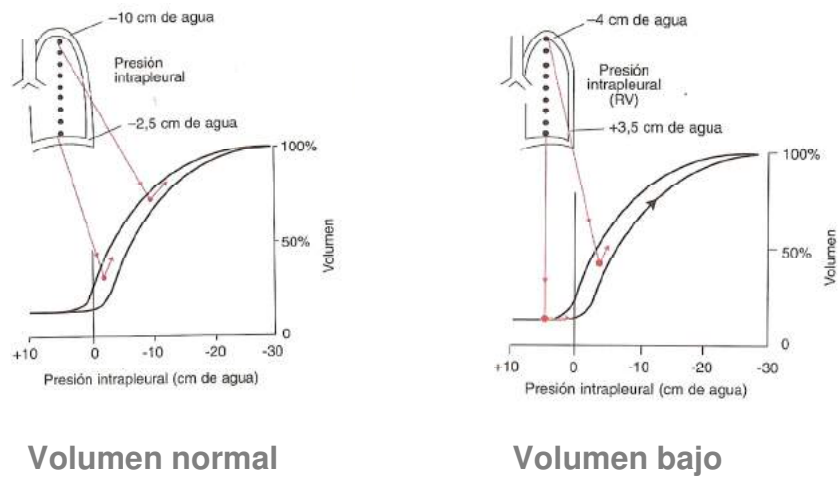 −10 cm de agua
Presión
intrapleural
−2,5 cm de agua
100%
50%
0
Volumen
+10
0
-10
-20
-30
Presión intrapleural (cm de agua)
Volumen normal
−4 cm de agua
Presión
intrapleural
(RV)
+3,5 cm de agua
100%
50%
0
Volumen
+10
0
-10
-20
-30
Presión intrapleural (cm de agua)
Volumen bajo